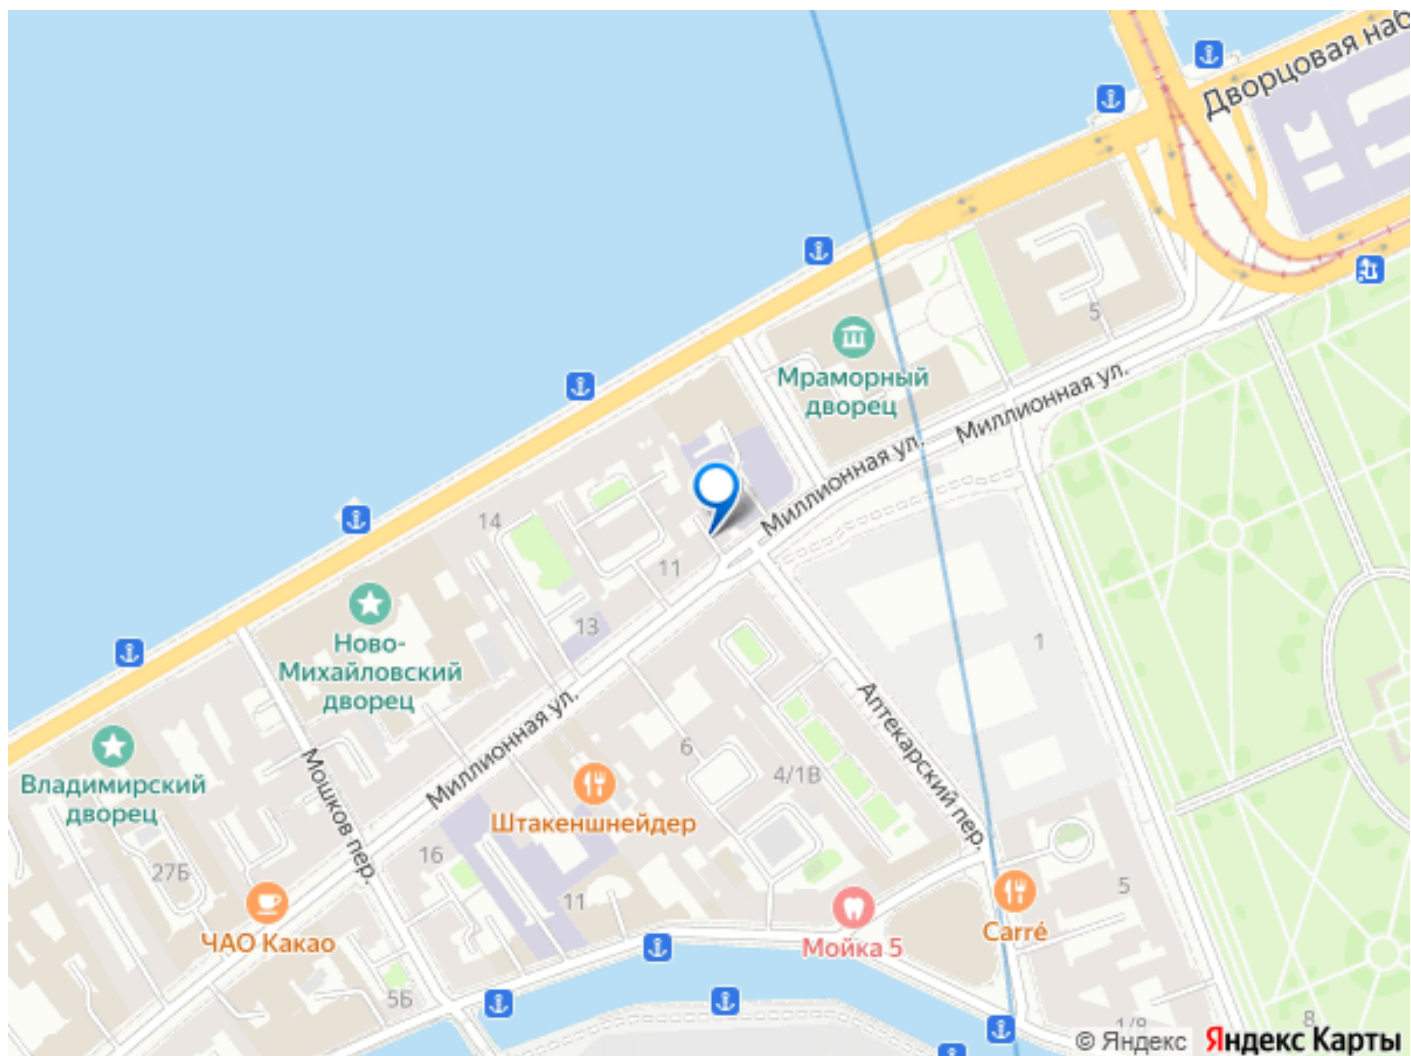 Дворцовая наб
5
Мраморный
дворец
Миллионная ул.
Миллионная ул.
Миллионная ул.
14
11
13
Ново-
Михайловский
дворец
1
Аптекарский пер.
6
4/1В
Владимирский
дворец
Мошков пер.
Штакеншнейдер
16
27Б
11
5
ЧАО Какао
Мойка 5
Carré
5Б
1/8
8
© Яндекс Яндекс Карты